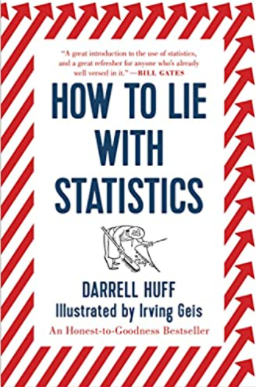 "A great introduction to the use of statistics,
and a great refresher for anyone who's already
well versed in it." —BILL GATES
HOW TO LIE
WITH
STATISTICS
DARRELL HUFF
Illustrated by Irving Geis
An Honest-to-Goodness Bestseller